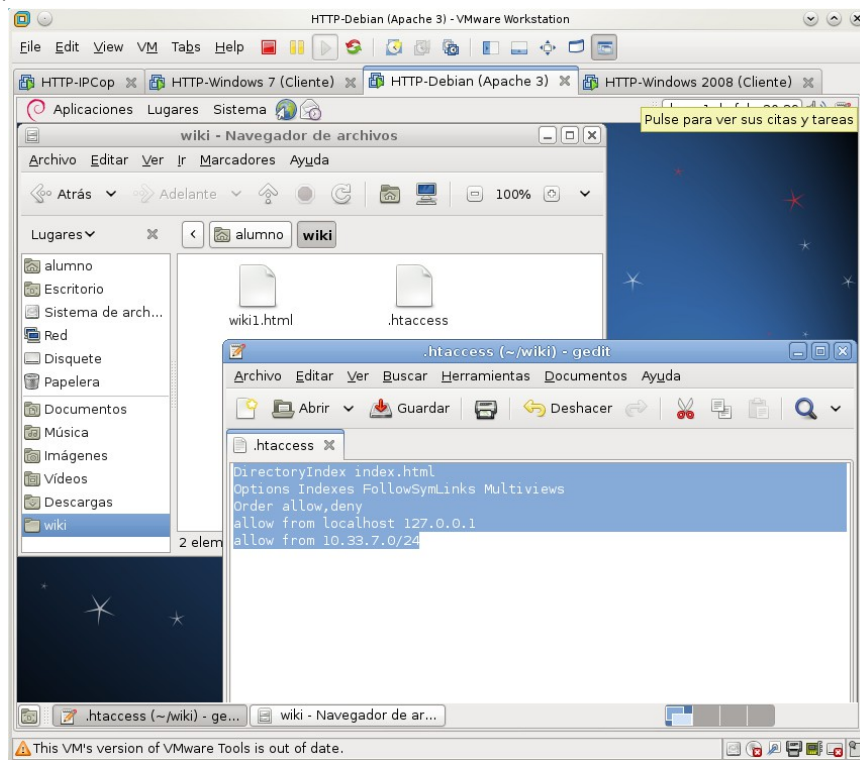 HTTP-Debian (Apache 3) - VMware Workstation
File Edit View VM Tabs Help
HTTP-IPCop HTTP-Windows 7 (Cliente) HTTP-Debian (Apache 3) HTTP-Windows 2008 (Cliente)
Aplicaciones Lugares Sistema
Pulse para ver sus citas y tareas
wiki - Navegador de archivos
Archivo Editar Ver Ir Marcadores Ayuda
Atrás Adelante 100%
Lugares alumno wiki
alumno
Escritorio
Sistema de arch...
Red
Disquete
Papelera
Documentos
Música
Imágenes
Vídeos
Descargas
wiki
wiki1.html .htaccess
2 elem
.htaccess (~/wiki) - gedit
Archivo Editar Ver Buscar Herramientas Documentos Ayuda
Abrir Guardar Deshacer
.htaccess
DirectoryIndex index.html
Options Indexes FollowSymLinks Multiviews
Order allow,deny
allow from localhost 127.0.0.1
allow from 10.33.7.0/24
.htaccess (~/wiki) - ge... wiki - Navegador de ar...
This VM's version of VMware Tools is out of date.